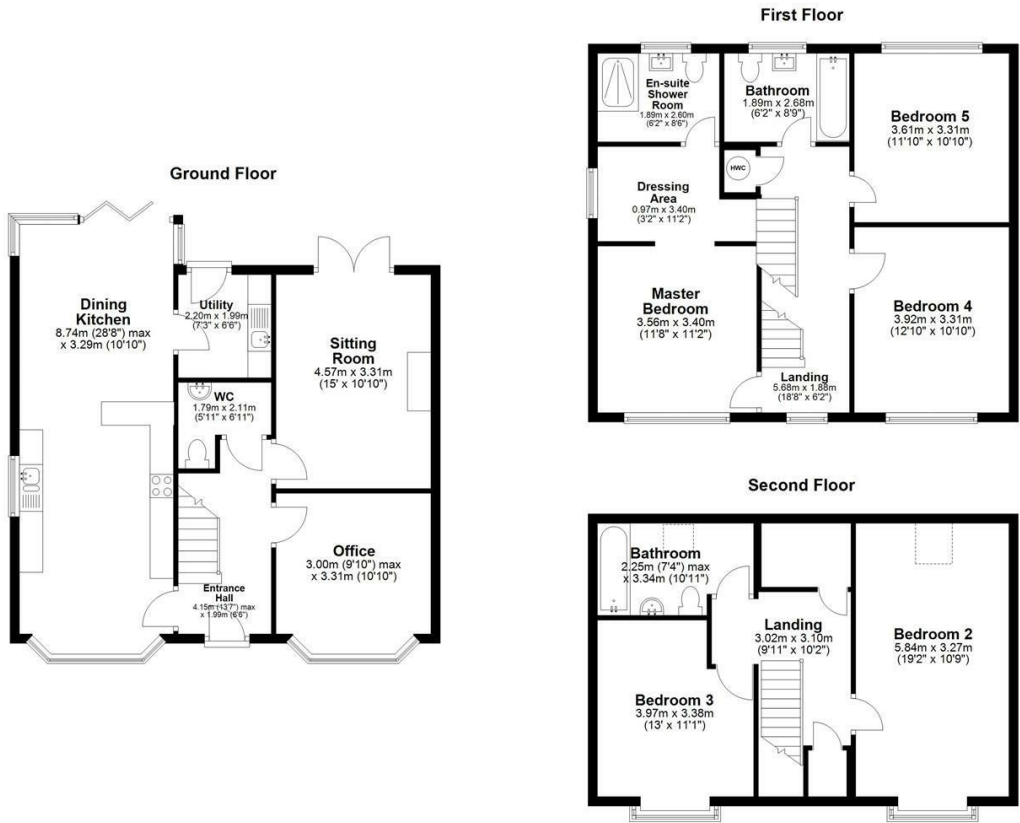 Ground Floor
Dining
Kitchen
8.74m (28'8") max
x 3.29m (10'10")
Utility
2.20m x 1.99m
(7'3" x 6'6")
Sitting
Room
4.57m x 3.31m
(15' x 10'10")
WC
1.79m x 2.11m
(5'11" x 6'11")
Office
3.00m (9'10") max
x 3.31m (10'10")
Entrance
Hall
4.15m (13'7") max
x 1.99m (6'6")
First Floor
En-suite
Shower
Room
1.89m x 2.60m
(6'2" x 8'6")
Bathroom
1.89m x 2.68m
(6'2" x 8'9")
Bedroom 5
3.61m x 3.31m
(11'10" x 10'10")
HWC
Dressing
Area
0.97m x 3.40m
(3'2" x 11'2")
Master
Bedroom
3.56m x 3.40m
(11'8" x 11'2")
Bedroom 4
3.92m x 3.31m
(12'10" x 10'10")
Landing
5.68m x 1.88m
(18'8" x 6'2")
Second Floor
Bathroom
2.25m (7'4") max
x 3.34m (10'11")
Landing
3.02m x 3.10m
(9'11" x 10'2")
Bedroom 2
5.84m x 3.27m
(19'2" x 10'9")
Bedroom 3
3.97m x 3.38m
(13' x 11'1")